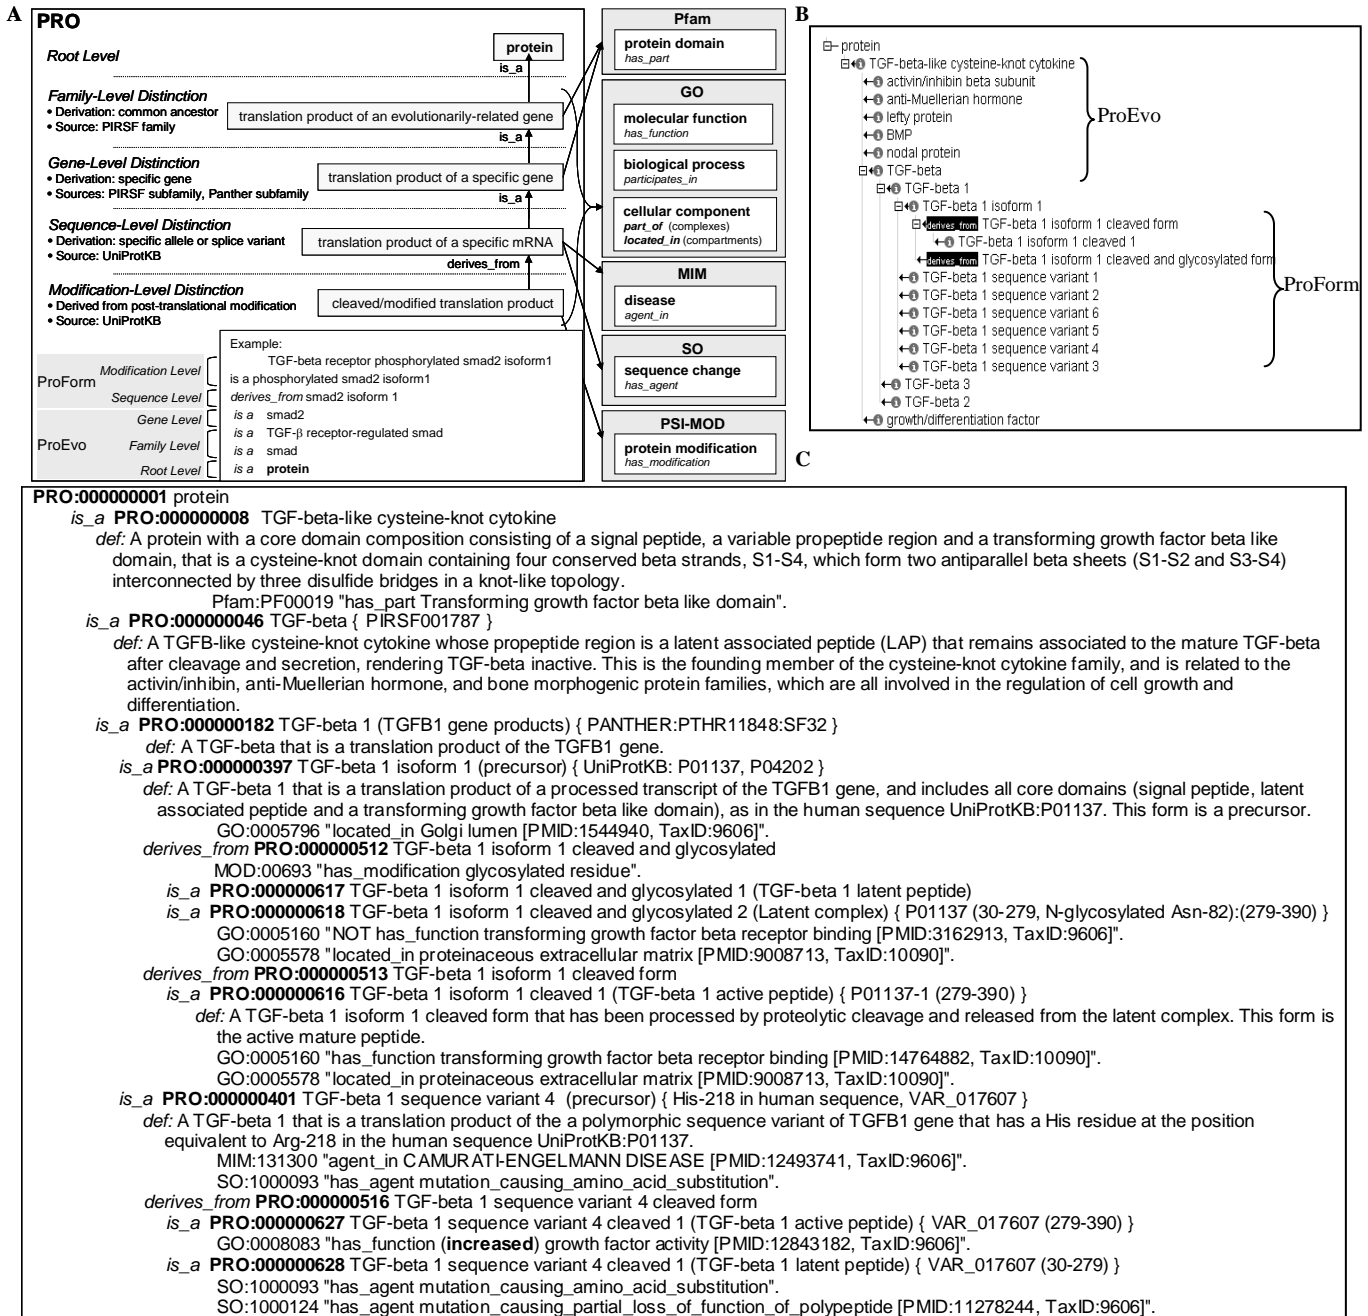 A
PRO
Root Level
protein
is_a
Family-Level Distinction
• Derivation: common ancestor
• Source: PIRSF family
translation product of an evolutionarily-related gene
is_a
Gene-Level Distinction
• Derivation: specific gene
• Sources: PIRSF subfamily, Panther subfamily
translation product of a specific gene
is_a
Sequence-Level Distinction
• Derivation: specific allele or splice variant
• Source: UniProtKB
translation product of a specific mRNA
derives_from
Modification-Level Distinction
• Derived from post-translational modification
• Source: UniProtKB
cleaved/modified translation product
ProForm
Modification Level
Sequence Level
ProEvo
Gene Level
Family Level
Root Level
Example:
TGF-beta receptor phosphorylated smad2 isoform1
is a phosphorylated smad2 isoform1
derives_from smad2 isoform 1
is a smad2
is a TGF-β receptor-regulated smad
is a smad
is a protein
Pfam
protein domain
has_part
GO
molecular function
has_function
biological process
participates_in
cellular component
part_of (complexes)
located_in (compartments)
MIM
disease
agent_in
SO
sequence change
has_agent
PSI-MOD
protein modification
has_modification
B
protein
TGF-beta-like cysteine-knot cytokine
activin/inhibin beta subunit
anti-Muellerian hormone
lefty protein
BMP
nodal protein
TGF-beta
TGF-beta 1
TGF-beta 1 isoform 1
derives_from TGF-beta 1 isoform 1 cleaved form
TGF-beta 1 isoform 1 cleaved 1
derives_from TGF-beta 1 isoform 1 cleaved and glycosylated form
TGF-beta 1 sequence variant 1
TGF-beta 1 sequence variant 2
TGF-beta 1 sequence variant 6
TGF-beta 1 sequence variant 5
TGF-beta 1 sequence variant 4
TGF-beta 1 sequence variant 3
TGF-beta 3
TGF-beta 2
growth/differentiation factor
ProEvo
ProForm
C
PRO:000000001 protein
is_a PRO:000000008 TGF-beta-like cysteine-knot cytokine
def: A protein with a core domain composition consisting of a signal peptide, a variable propeptide region and a transforming growth factor beta like
domain, that is a cysteine-knot domain containing four conserved beta strands, S1-S4, which form two antiparallel beta sheets (S1-S2 and S3-S4)
interconnected by three disulfide bridges in a knot-like topology.
Pfam:PF00019 "has_part Transforming growth factor beta like domain".
is_a PRO:000000046 TGF-beta { PIRSF001787 }
def: A TGFB-like cysteine-knot cytokine whose propeptide region is a latent associated peptide (LAP) that remains associated to the mature TGF-beta
after cleavage and secretion, rendering TGF-beta inactive. This is the founding member of the cysteine-knot cytokine family, and is related to the
activin/inhibin, anti-Muellerian hormone, and bone morphogenic protein families, which are all involved in the regulation of cell growth and
differentiation.
is_a PRO:000000182 TGF-beta 1 (TGFB1 gene products) { PANTHER:PTHR11848:SF32 }
def: A TGF-beta that is a translation product of the TGFB1 gene.
is_a PRO:000000397 TGF-beta 1 isoform 1 (precursor) { UniProtKB: P01137, P04202 }
def: A TGF-beta 1 that is a translation product of a processed transcript of the TGFB1 gene, and includes all core domains (signal peptide, latent
associated peptide and a transforming growth factor beta like domain), as in the human sequence UniProtKB:P01137. This form is a precursor.
GO:0005796 "located_in Golgi lumen [PMID:1544940, TaxID:9606]".
derives_from PRO:000000512 TGF-beta 1 isoform 1 cleaved and glycosylated
MOD:00693 "has_modification glycosylated residue".
is_a PRO:000000617 TGF-beta 1 isoform 1 cleaved and glycosylated 1 (TGF-beta 1 latent peptide)
is_a PRO:000000618 TGF-beta 1 isoform 1 cleaved and glycosylated 2 (Latent complex) { P01137 (30-279, N-glycosylated Asn-82):(279-390) }
GO:0005160 "NOT has_function transforming growth factor beta receptor binding [PMID:3162913, TaxID:9606]".
GO:0005578 "located_in proteinaceous extracellular matrix [PMID:9008713, TaxID:10090]".
derives_from PRO:000000513 TGF-beta 1 isoform 1 cleaved form
is_a PRO:000000616 TGF-beta 1 isoform 1 cleaved 1 (TGF-beta 1 active peptide) { P01137-1 (279-390) }
def: A TGF-beta 1 isoform 1 cleaved form that has been processed by proteolytic cleavage and released from the latent complex. This form is
the active mature peptide.
GO:0005160 "has_function transforming growth factor beta receptor binding [PMID:14764882, TaxID:10090]".
GO:0005578 "located_in proteinaceous extracellular matrix [PMID:9008713, TaxID:10090]".
is_a PRO:000000401 TGF-beta 1 sequence variant 4 (precursor) { His-218 in human sequence, VAR_017607 }
def: A TGF-beta 1 that is a translation product of the a polymorphic sequence variant of TGFB1 gene that has a His residue at the position
equivalent to Arg-218 in the human sequence UniProtKB:P01137.
MIM:131300 "agent_in CAMURATI-ENGELMANN DISEASE [PMID:12493741, TaxID:9606]".
SO:1000093 "has_agent mutation_causing_amino_acid_substitution".
derives_from PRO:000000516 TGF-beta 1 sequence variant 4 cleaved form
is_a PRO:000000627 TGF-beta 1 sequence variant 4 cleaved 1 (TGF-beta 1 active peptide) { VAR_017607 (279-390) }
GO:0008083 "has_function (increased) growth factor activity [PMID:12843182, TaxID:9606]".
is_a PRO:000000628 TGF-beta 1 sequence variant 4 cleaved 1 (TGF-beta 1 latent peptide) { VAR_017607 (30-279) }
SO:1000093 "has_agent mutation_causing_amino_acid_substitution".
SO:1000124 "has_agent mutation_causing_partial_loss_of_function_of_polypeptide [PMID:11278244, TaxID:9606]".